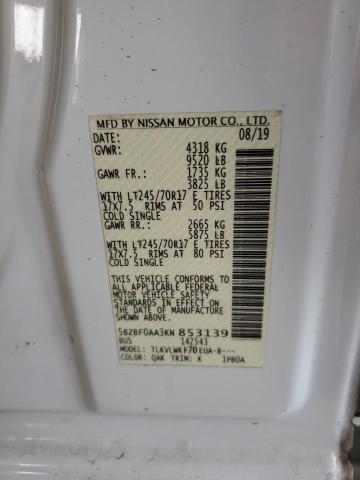 MFD BY NISSAN MOTOR CO., LTD.
DATE: 08/19
GVWR: 4318 KG
9520 LB
GAWR FR.: 1735 KG
3825 LB
WITH LT245/70R17 E TIRES
17X7.5 RIMS AT 50 PSI
COLD SINGLE
GAWR RR.: 2665 KG
5875 LB
WITH LT245/70R17 E TIRES
17X7.5 RIMS AT 80 PSI
COLD SINGLE
THIS VEHICLE CONFORMS TO
ALL APPLICABLE FEDERAL
MOTOR VEHICLE SAFETY
STANDARDS IN EFFECT ON
THE DATE OF MANUFACTURE
SHOWN ABOVE.
5BZBF0AA3KN 853139
BUS 142543
MODEL: TLKVLWKF70EUA-B---
COLOR: QAK TRIM: K 1PB0A